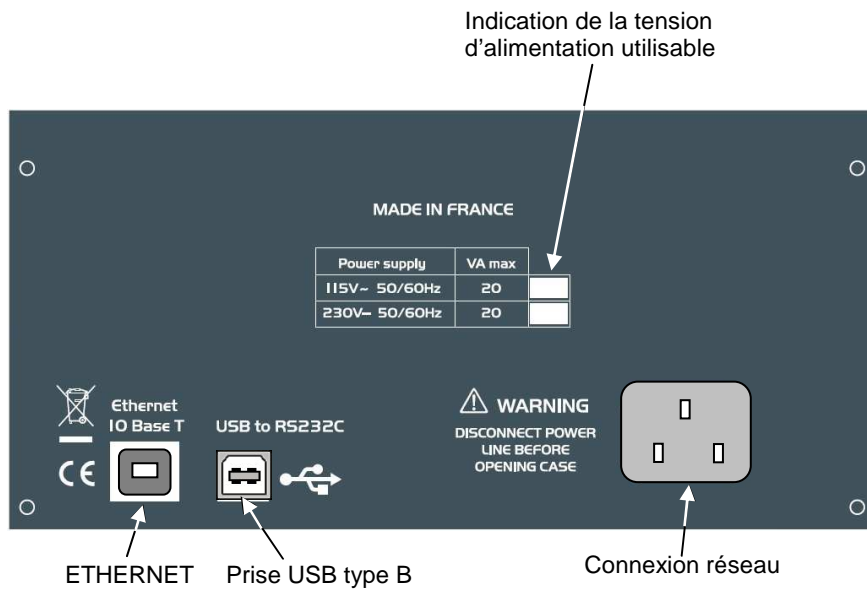 Indication de la tension
d'alimentation utilisable
MADE IN FRANCE
Power supply VA max
115V~ 50/60Hz 20
230V– 50/60Hz 20
Ethernet
10 Base T
USB to RS232C
CE
WARNING
DISCONNECT POWER
LINE BEFORE
OPENING CASE
ETHERNET
Prise USB type B
Connexion réseau